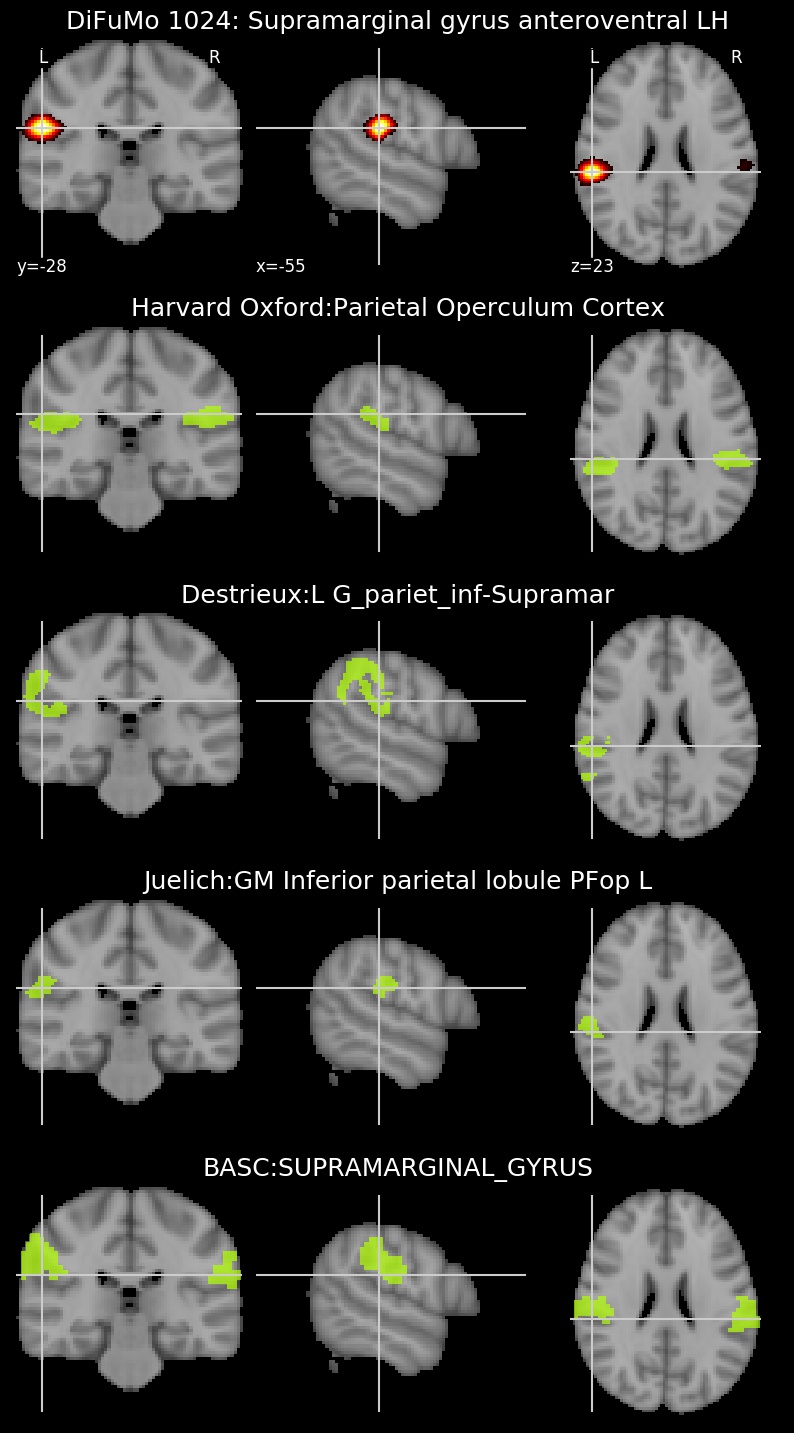 DiFuMo 1024: Supramarginal gyrus anteroventral LH
L R L R
y=-28 x=-55 z=23
Harvard Oxford:Parietal Operculum Cortex
Destrieux:L G_pariet_inf-Supramar
Juelich:GM Inferior parietal lobule PFop L
BASC:SUPRAMARGINAL_GYRUS